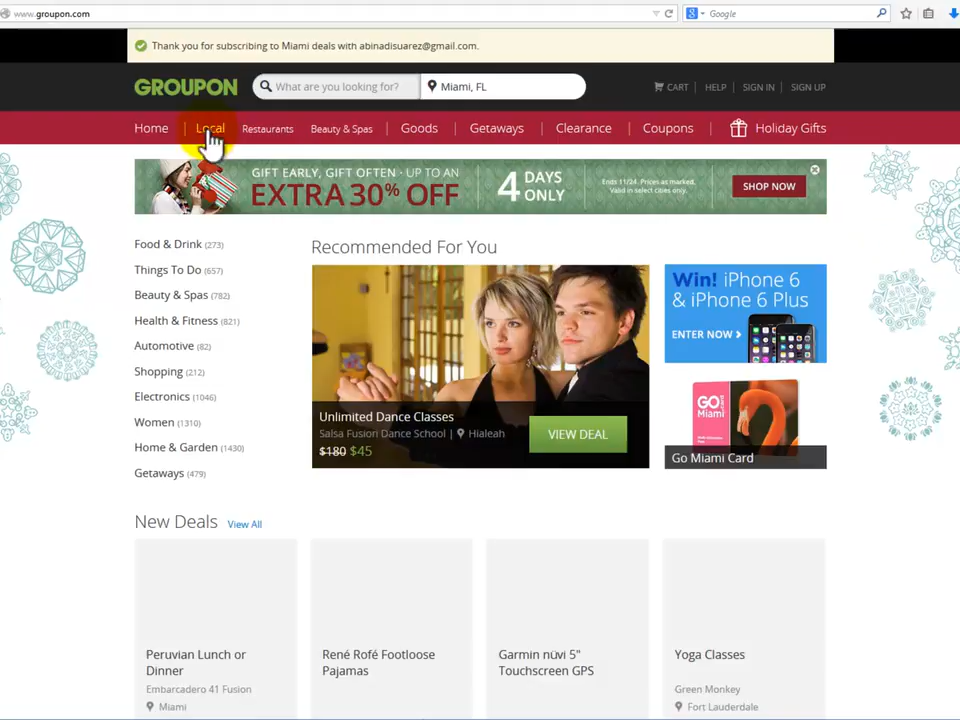 www.groupon.com
Google
Thank you for subscribing to Miami deals with abinadisuarez@gmail.com.
GROUPON
What are you looking for?
Miami, FL
CART
HELP
SIGN IN
SIGN UP
Home
Local
Restaurants
Beauty & Spas
Goods
Getaways
Clearance
Coupons
Holiday Gifts
GIFT EARLY, GIFT OFTEN · UP TO AN
EXTRA 30% OFF
4 DAYS
ONLY
Ends 11/24. Prices as marked.
Valid in select cities only.
SHOP NOW
Food & Drink (273)
Things To Do (657)
Beauty & Spas (782)
Health & Fitness (821)
Automotive (82)
Shopping (212)
Electronics (1046)
Women (1310)
Home & Garden (1430)
Getaways (479)
Recommended For You
Unlimited Dance Classes
Salsa Fusion Dance School | Hialeah
$180 $45
VIEW DEAL
Win! iPhone 6
& iPhone 6 Plus
ENTER NOW
GO
Miami
Go Miami Card
New Deals
View All
Peruvian Lunch or
Dinner
Embarcadero 41 Fusion
Miami
René Rofé Footloose
Pajamas
Garmin nüvi 5"
Touchscreen GPS
Yoga Classes
Green Monkey
Fort Lauderdale